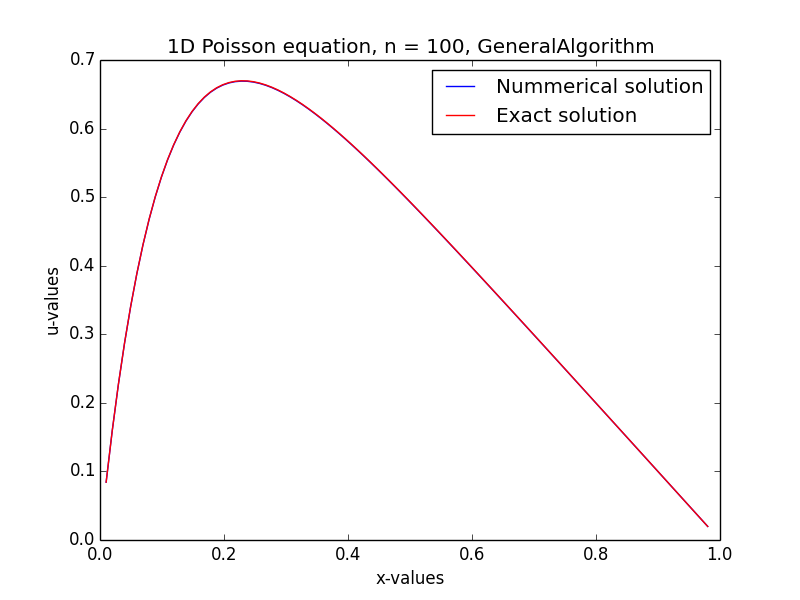 1D Poisson equation, n = 100, GeneralAlgorithm
Nummerical solution
Exact solution
0.7
0.6
0.5
0.4
0.3
0.2
0.1
0.0
u-values
0.0 0.2 0.4 0.6 0.8 1.0
x-values